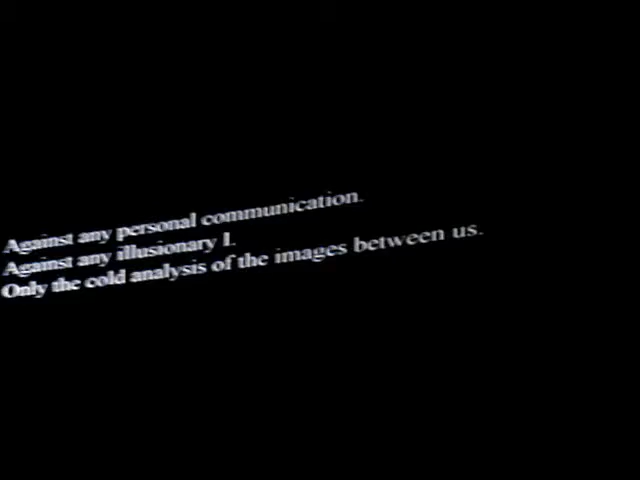 Against any personal communication.
Against any illusionary I.
Only the cold analysis of the images between us.